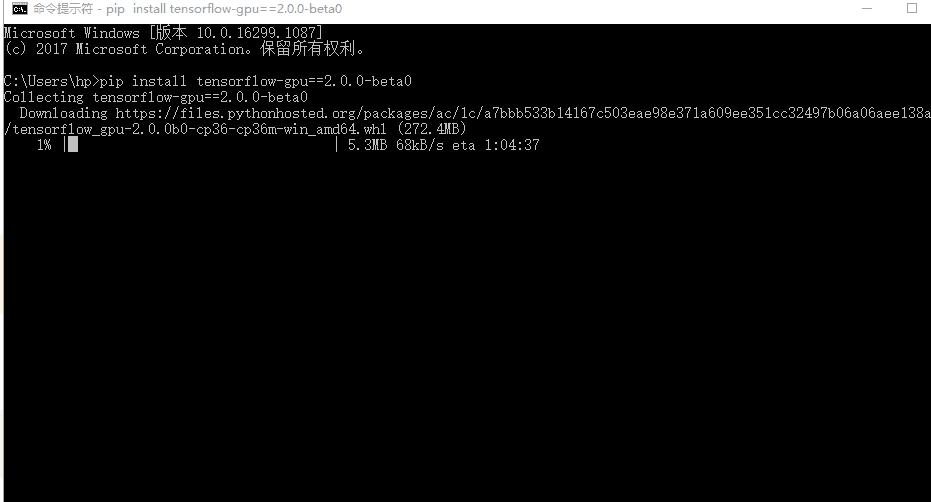 命令提示符 - pip  install tensorflow-gpu==2.0.0-beta0
Microsoft Windows [版本 10.0.16299.1087]
(c) 2017 Microsoft Corporation。保留所有权利。
C:\Users\hp>pip install tensorflow-gpu==2.0.0-beta0
Collecting tensorflow-gpu==2.0.0-beta0
  Downloading https://files.pythonhosted.org/packages/ac/1c/a7bbb533b14167c503eae98e371a609ee351cc32497b06a06aee138a
/tensorflow_gpu-2.0.0b0-cp36-cp36m-win_amd64.whl (272.4MB)
    1% |█                               | 5.3MB 68kB/s eta 1:04:37